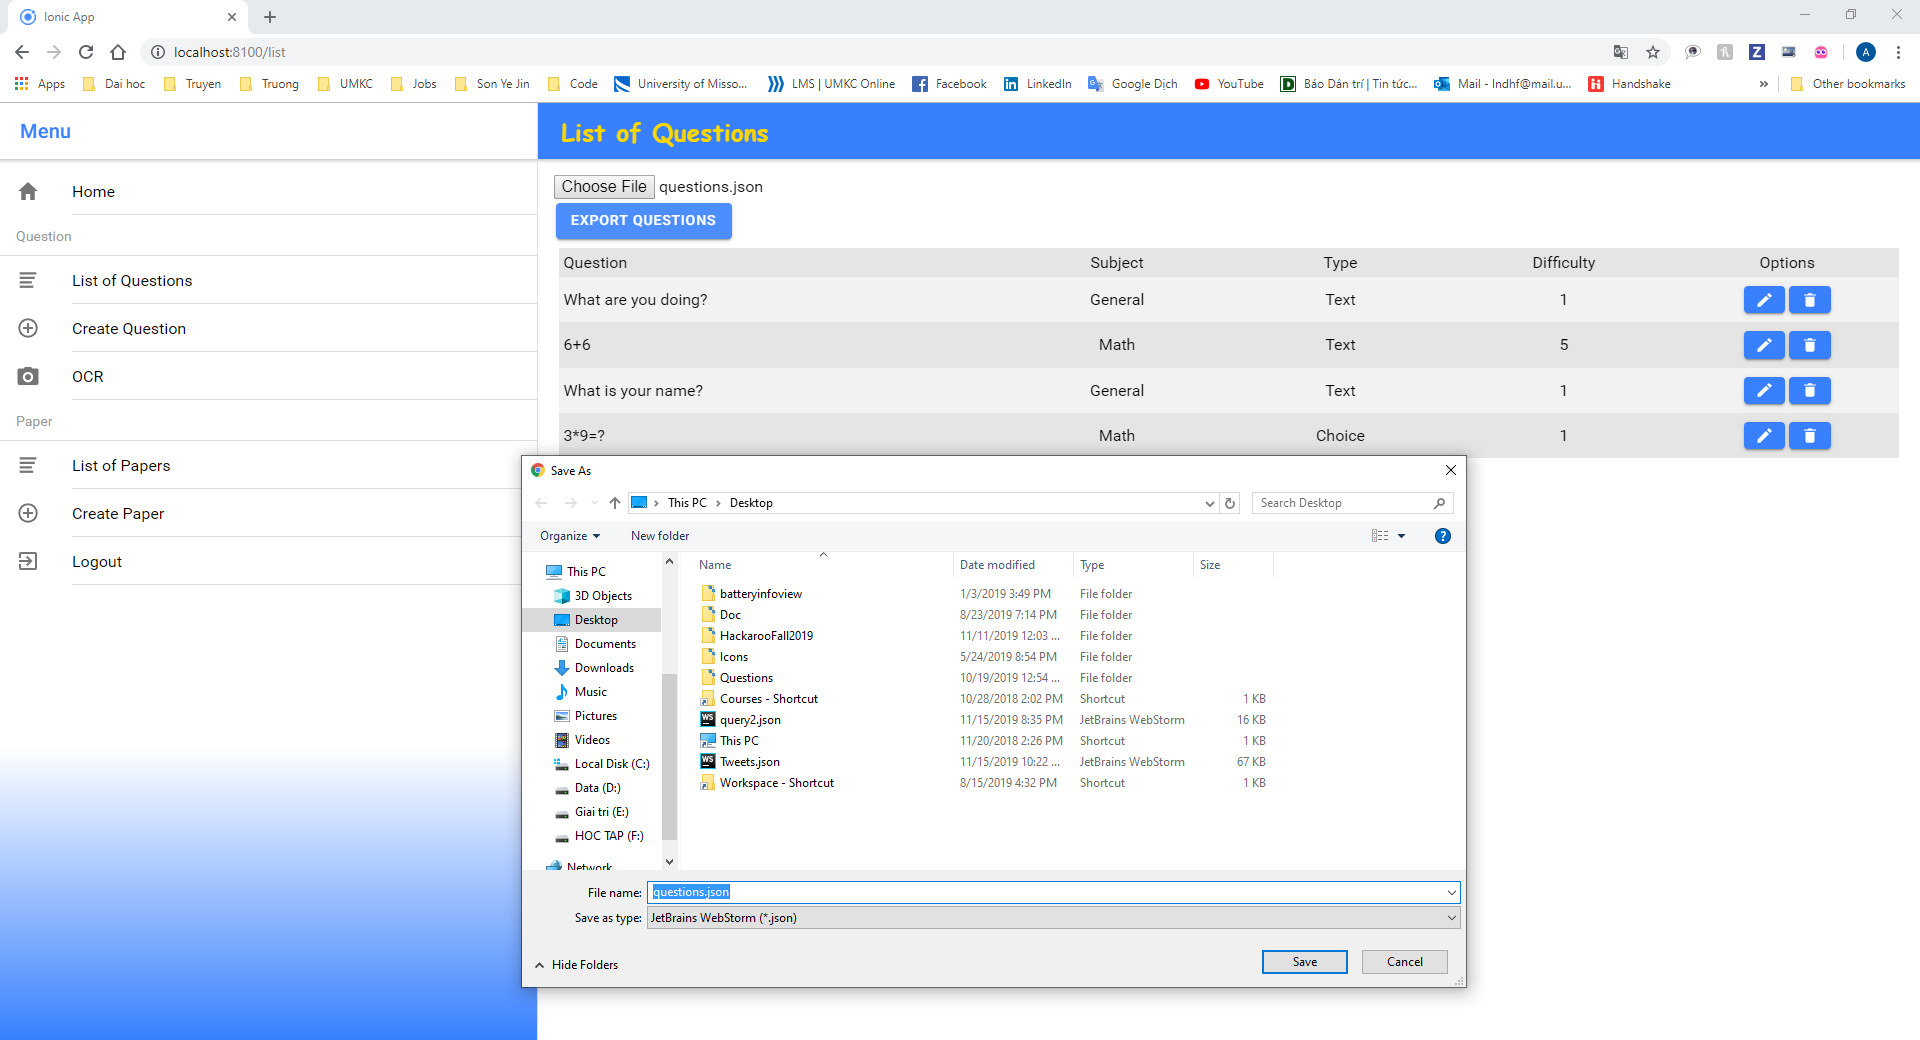 Ionic App
localhost:8100/list
Apps Dai hoc Truyen Truong UMKC Jobs Son Ye Jin Code University of Misso... LMS | UMKC Online Facebook LinkedIn Google Dịch YouTube Báo Dân trí | Tin tức... Mail - lndhf@mail.u... Handshake » Other bookmarks
Menu
List of Questions
Home
Question
List of Questions
Create Question
OCR
Paper
List of Papers
Create Paper
Logout
Choose File questions.json
EXPORT QUESTIONS
Question Subject Type Difficulty Options
What are you doing? General Text 1
6+6 Math Text 5
What is your name? General Text 1
3*9=? Math Choice 1
Save As
This PC > Desktop
Search Desktop
Organize New folder
This PC
3D Objects
Desktop
Documents
Downloads
Music
Pictures
Videos
Local Disk (C:)
Data (D:)
Giai tri (E:)
HOC TAP (F:)
Network
Name Date modified Type Size
batteryinfoview 1/3/2019 3:49 PM File folder
Doc 8/23/2019 7:14 PM File folder
HackarooFall2019 11/11/2019 12:03 ... File folder
Icons 5/24/2019 8:54 PM File folder
Questions 10/19/2019 12:54 ... File folder
Courses - Shortcut 10/28/2018 2:02 PM Shortcut 1 KB
query2.json 11/15/2019 8:35 PM JetBrains WebStorm 16 KB
This PC 11/20/2018 2:26 PM Shortcut 1 KB
Tweets.json 11/15/2019 10:22 ... JetBrains WebStorm 67 KB
Workspace - Shortcut 8/15/2019 4:32 PM Shortcut 1 KB
File name: questions.json
Save as type: JetBrains WebStorm (*.json)
Hide Folders
Save Cancel